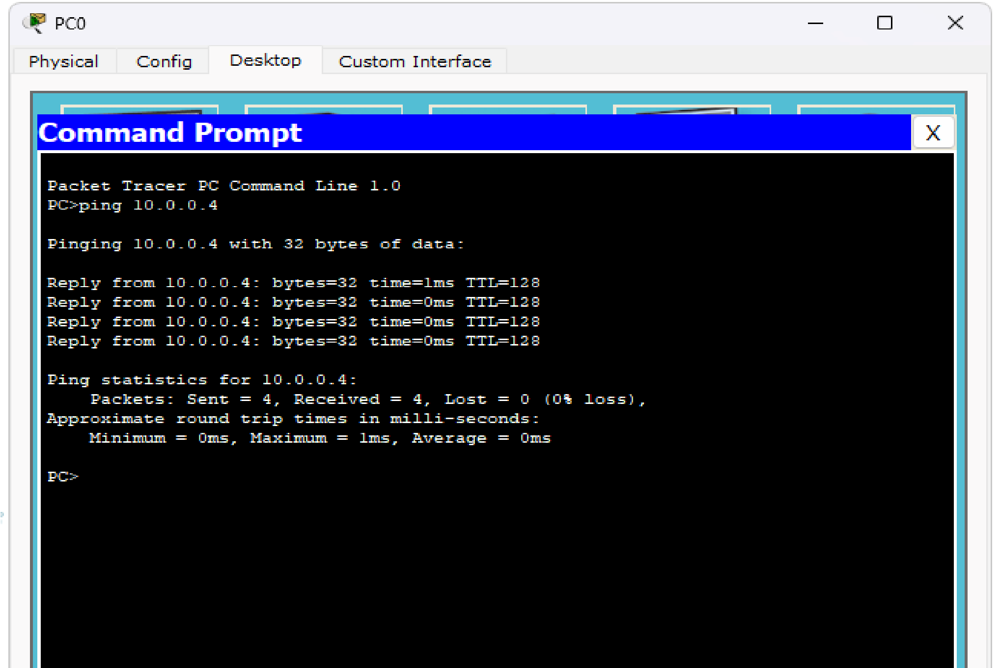 PC0
Physical Config Desktop Custom Interface
Command Prompt X
Packet Tracer PC Command Line 1.0
PC>ping 10.0.0.4
Pinging 10.0.0.4 with 32 bytes of data:
Reply from 10.0.0.4: bytes=32 time=1ms TTL=128
Reply from 10.0.0.4: bytes=32 time=0ms TTL=128
Reply from 10.0.0.4: bytes=32 time=0ms TTL=128
Reply from 10.0.0.4: bytes=32 time=0ms TTL=128
Ping statistics for 10.0.0.4:
Packets: Sent = 4, Received = 4, Lost = 0 (0% loss),
Approximate round trip times in milli-seconds:
Minimum = 0ms, Maximum = 1ms, Average = 0ms
PC>